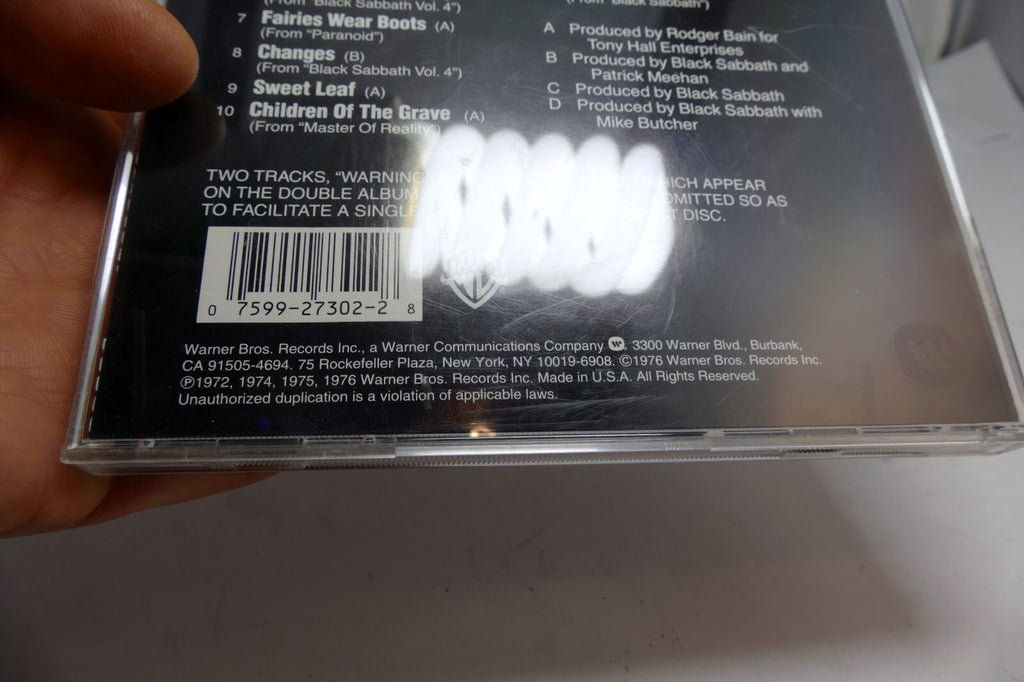 (From "Black Sabbath Vol. 4")
7 Fairies Wear Boots (A)
(From "Paranoid")
8 Changes (B)
(From "Black Sabbath Vol. 4")
9 Sweet Leaf (A)
10 Children Of The Grave (A)
(From "Master Of Reality")
(From "Black Sabbath")
A Produced by Rodger Bain for
Tony Hall Enterprises
B Produced by Black Sabbath and
Patrick Meehan
C Produced by Black Sabbath
D Produced by Black Sabbath with
Mike Butcher
TWO TRACKS, "WARNING WHICH APPEAR
ON THE DOUBLE ALBUM OMITTED SO AS
TO FACILITATE A SINGLE DISC.
0 7599-27302-2 8
Warner Bros. Records Inc., a Warner Communications Company 3300 Warner Blvd., Burbank,
CA 91505-4694. 75 Rockefeller Plaza, New York, NY 10019-6908. ©1976 Warner Bros. Records Inc.
℗1972, 1974, 1975, 1976 Warner Bros. Records Inc. Made in U.S.A. All Rights Reserved.
Unauthorized duplication is a violation of applicable laws.